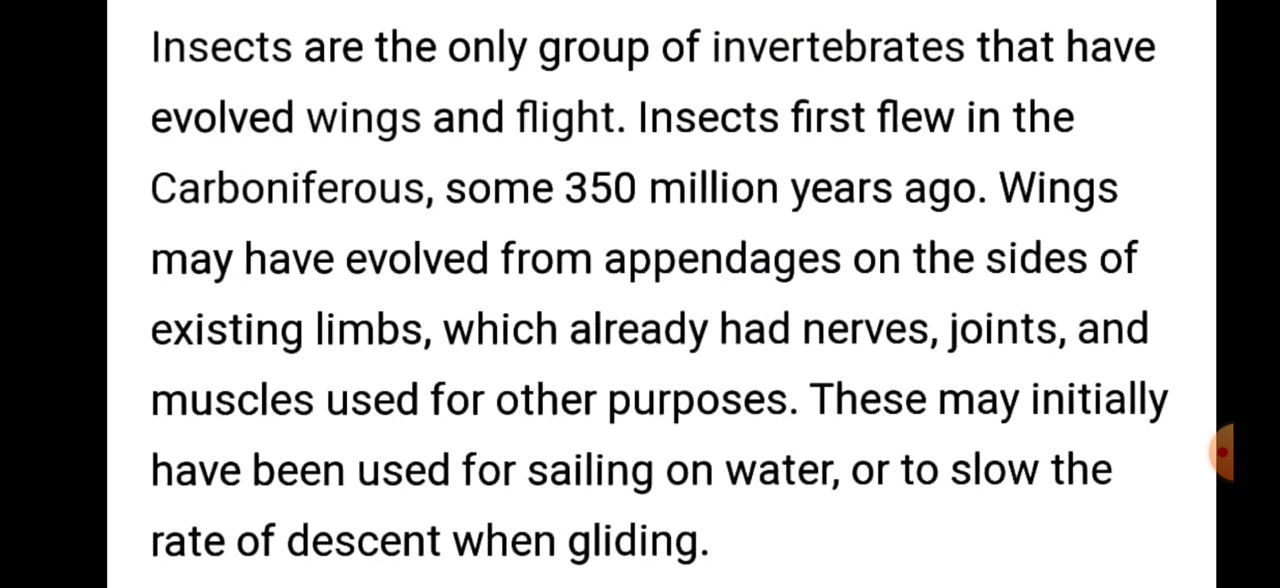 Insects are the only group of invertebrates that have
evolved wings and flight. Insects first flew in the
Carboniferous, some 350 million years ago. Wings
may have evolved from appendages on the sides of
existing limbs, which already had nerves, joints, and
muscles used for other purposes. These may initially
have been used for sailing on water, or to slow the
rate of descent when gliding.